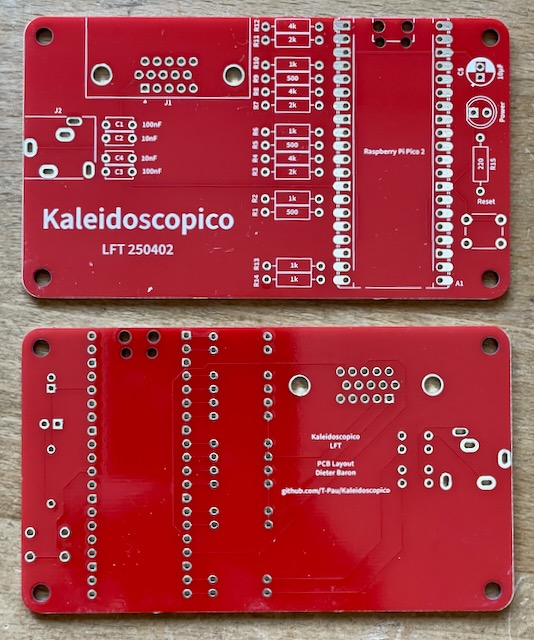 R12
4k
R11
2k
R10
1k
R9
500
R8
4k
R7
2k
C5
10µF
J1
J2
C1
100nF
C2
10nF
C4
10nF
C3
100nF
R6
1k
R5
500
R4
4k
R3
2k
R2
1k
R1
500
Raspberry Pi Pico 2
Power
220
R15
Reset
Kaleidoscopico
LFT 250402
R13
1k
R14
1k
A1
Kaleidoscopico
LFT
PCB Layout
Dieter Baron
github.com/T-Pau/Kaleidoscopico